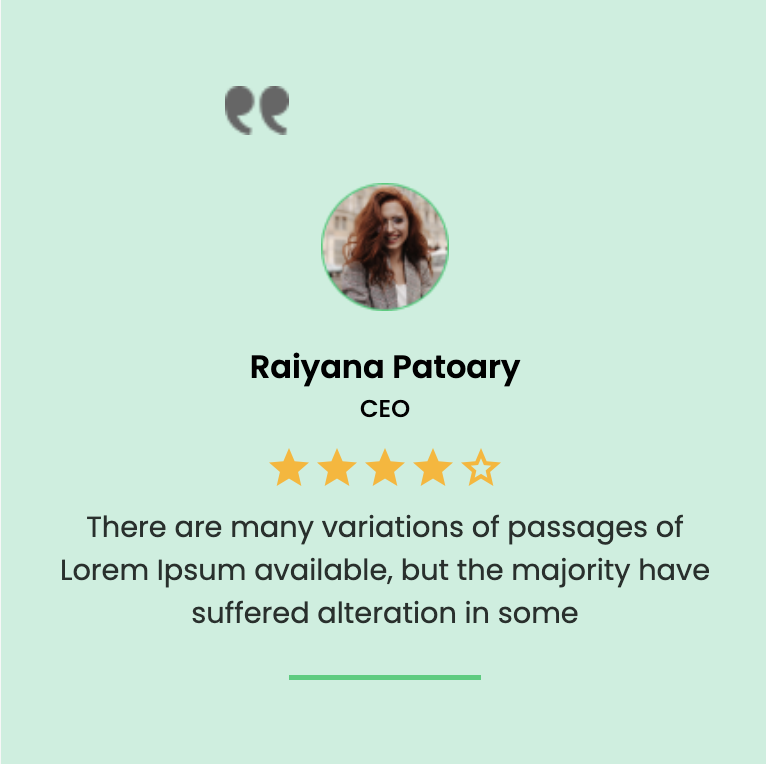 Raiyana Patoary
CEO
There are many variations of passages of
Lorem Ipsum available, but the majority have
suffered alteration in some